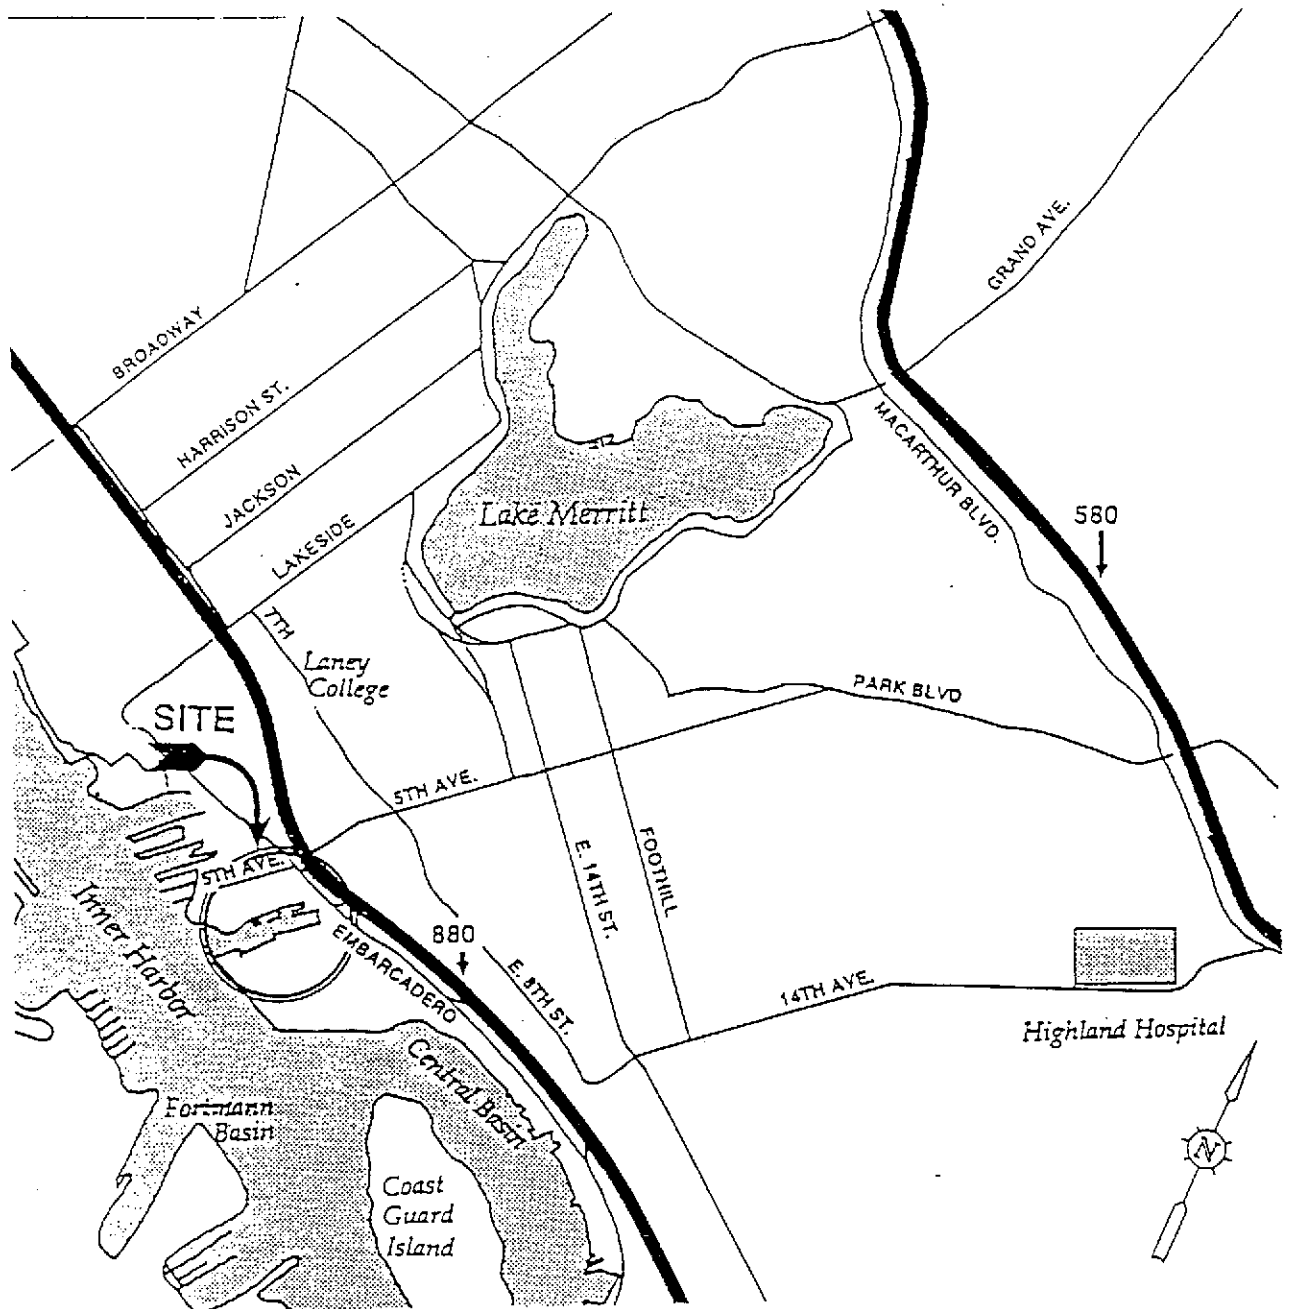 GRAND AVE.
BROADWAY
HARRISON ST.
MACARTHUR BLVD.
JACKSON
Lake Merritt
580
LAKESIDE
7TH
Laney
College
PARK BLVD
SITE
5TH AVE.
5TH AVE.
E. 14TH ST.
FOOTHILL
Inner Harbor
EMBARCADERO
880
E. 8TH ST.
14TH AVE.
Highland Hospital
Central Basin
Fortmann
Basin
N
Coast
Guard
Island